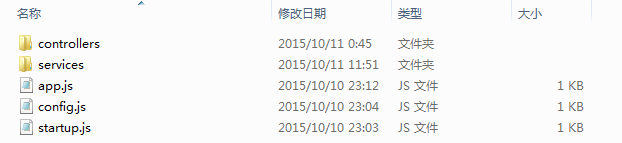 名称 修改日期 类型 大小
controllers 2015/10/11 0:45 文件夹
services 2015/10/11 11:51 文件夹
app.js 2015/10/10 23:12 JS 文件 1 KB
config.js 2015/10/10 23:04 JS 文件 1 KB
startup.js 2015/10/10 23:03 JS 文件 1 KB